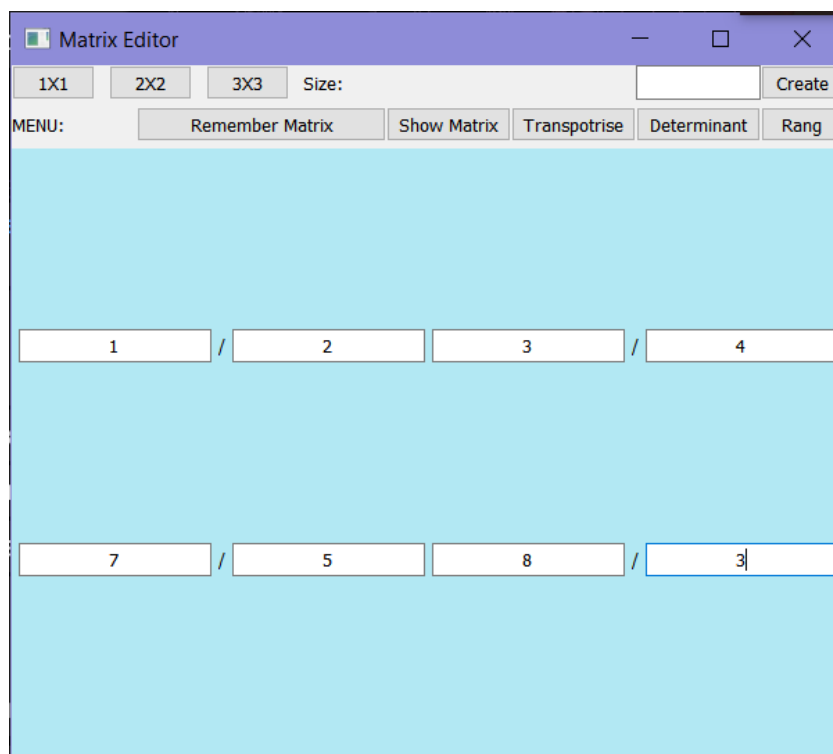 Matrix Editor
1X1 2X2 3X3 Size: Create
MENU: Remember Matrix Show Matrix Transpotrise Determinant Rang
1 / 2 3 / 4
7 / 5 8 / 3